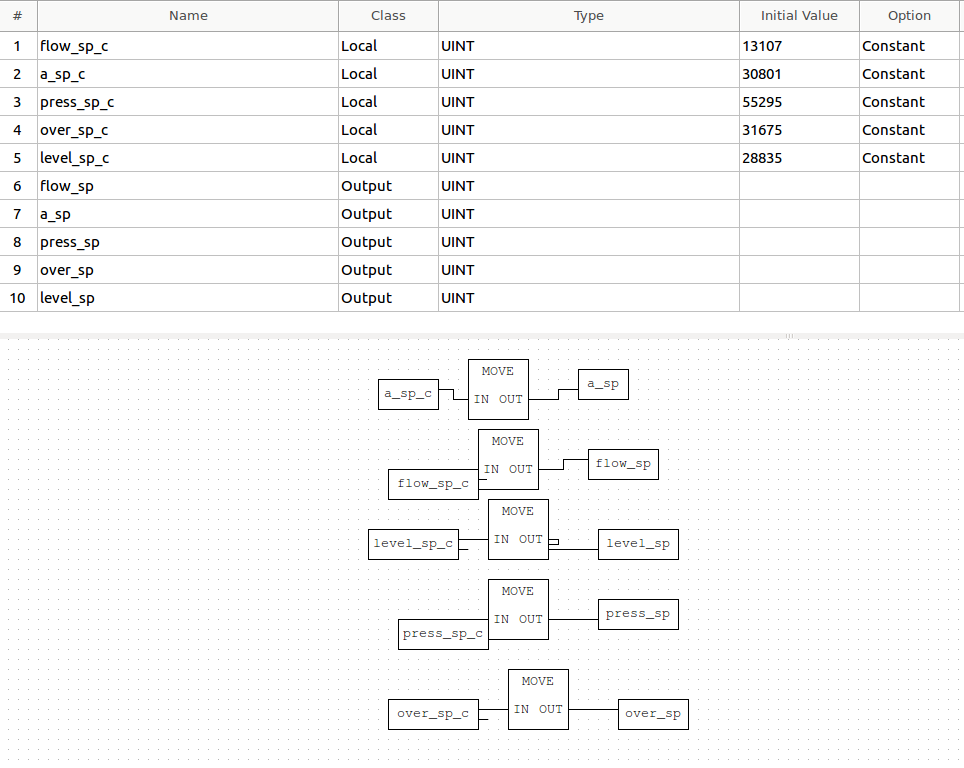 # Name Class Type Initial Value Option
1 flow_sp_c Local UINT 13107 Constant
2 a_sp_c Local UINT 30801 Constant
3 press_sp_c Local UINT 55295 Constant
4 over_sp_c Local UINT 31675 Constant
5 level_sp_c Local UINT 28835 Constant
6 flow_sp Output UINT
7 a_sp Output UINT
8 press_sp Output UINT
9 over_sp Output UINT
10 level_sp Output UINT
MOVE
a_sp_c IN OUT a_sp
MOVE
flow_sp_c IN OUT flow_sp
MOVE
level_sp_c IN OUT level_sp
MOVE
press_sp_c IN OUT press_sp
MOVE
over_sp_c IN OUT over_sp